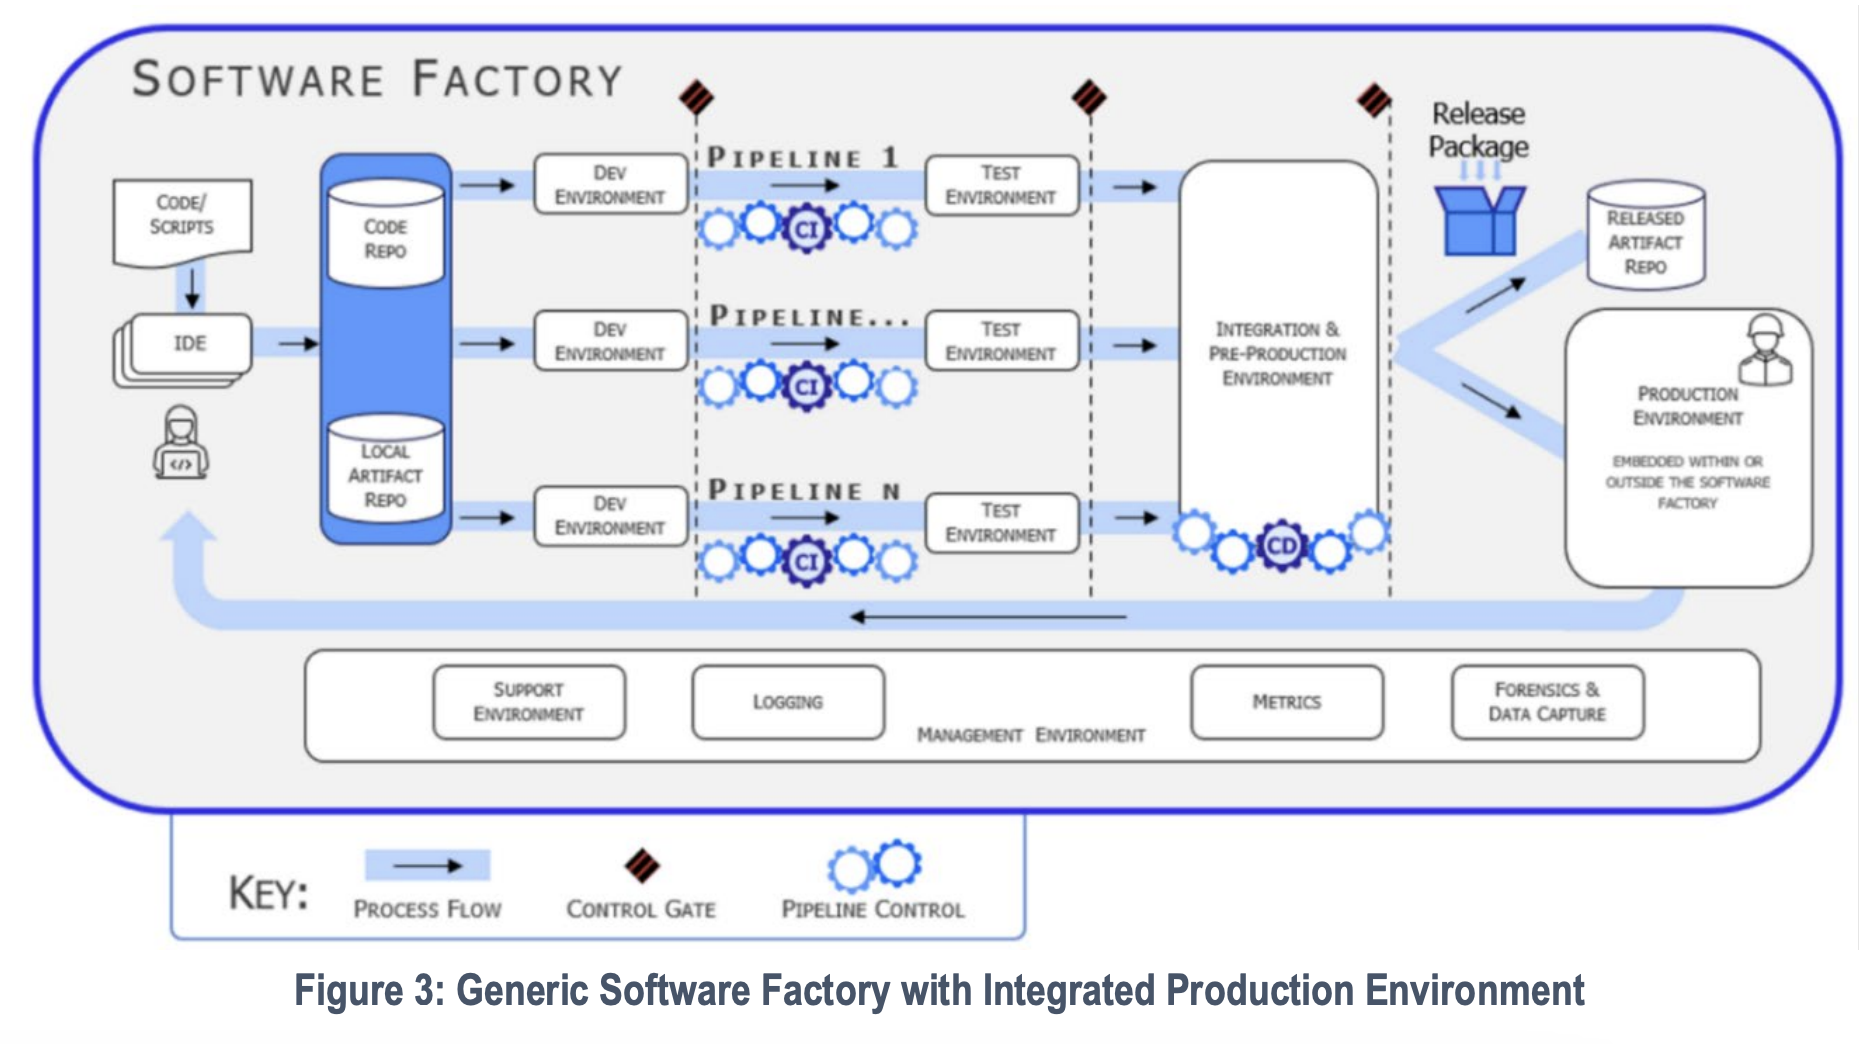 SOFTWARE FACTORY
CODE/
SCRIPTS
IDE
</>
CODE
REPO
LOCAL
ARTIFACT
REPO
DEV
ENVIRONMENT
PIPELINE 1
CI
TEST
ENVIRONMENT
DEV
ENVIRONMENT
PIPELINE...
CI
TEST
ENVIRONMENT
DEV
ENVIRONMENT
PIPELINE N
CI
TEST
ENVIRONMENT
INTEGRATION &
PRE-PRODUCTION
ENVIRONMENT
CD
Release
Package
RELEASED
ARTIFACT
REPO
PRODUCTION
ENVIRONMENT
EMBEDDED WITHIN OR
OUTSIDE THE SOFTWARE
FACTORY
SUPPORT
ENVIRONMENT
LOGGING
MANAGEMENT ENVIRONMENT
METRICS
FORENSICS &
DATA CAPTURE
KEY:
PROCESS FLOW
CONTROL GATE
PIPELINE CONTROL
Figure 3: Generic Software Factory with Integrated Production Environment